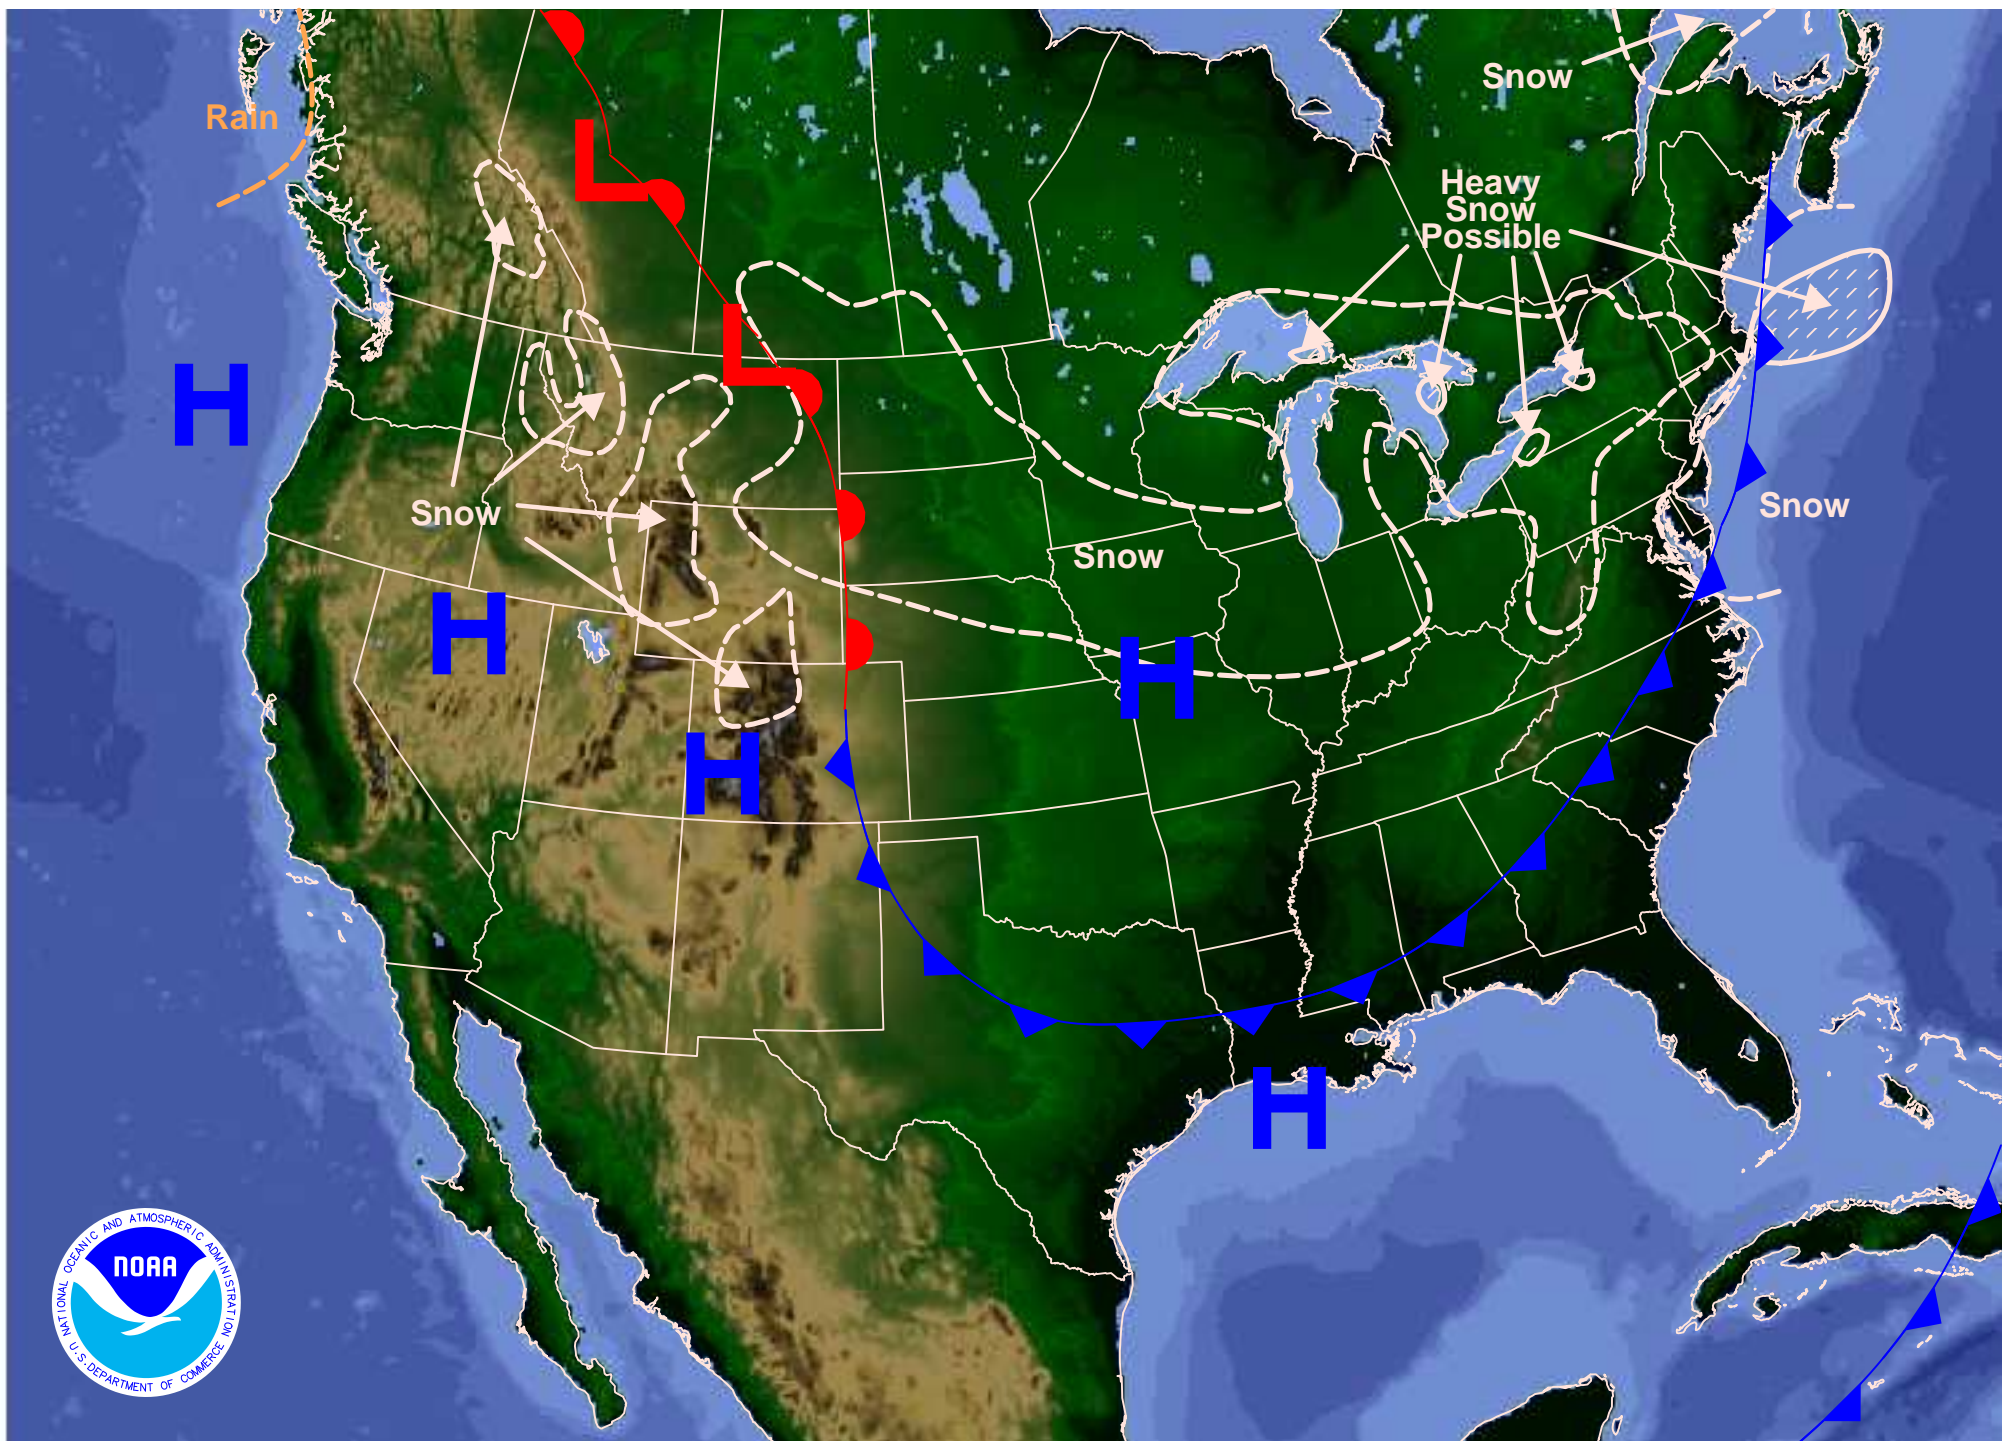 Snow
Rain
Heavy
Snow
Possible
L
L
H
Snow
Snow
Snow
H
H
H
H
NATIONAL OCEANIC AND ATMOSPHERIC ADMINISTRATION
NOAA
U.S. DEPARTMENT OF COMMERCE